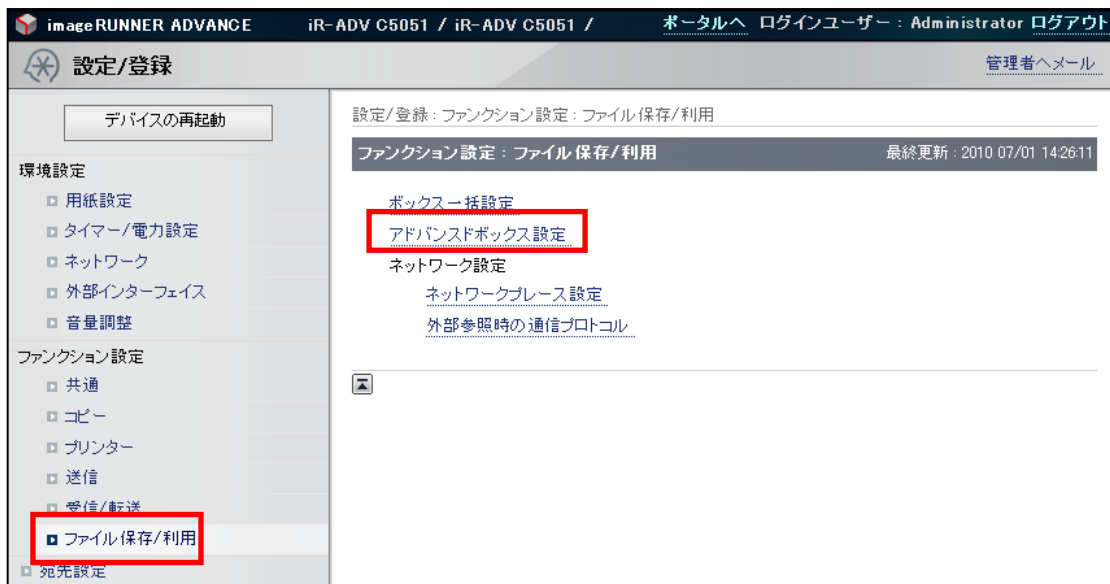 imageRUNNER ADVANCE iR-ADV C5051 / iR-ADV C5051 / ポータルへ ログインユーザー : Administrator ログアウト
設定/登録 管理者へメール
デバイスの再起動
環境設定
用紙設定
タイマー/電力設定
ネットワーク
外部インターフェイス
音量調整
ファンクション設定
共通
コピー
プリンター
送信
受信/転送
ファイル保存/利用
宛先設定
設定/登録 : ファンクション設定 : ファイル保存/利用
ファンクション設定 : ファイル保存/利用 最終更新 : 2010 07/01 14:26:11
ボックス一括設定
アドバンスドボックス設定
ネットワーク設定
ネットワークプレース設定
外部参照時の通信プロトコル